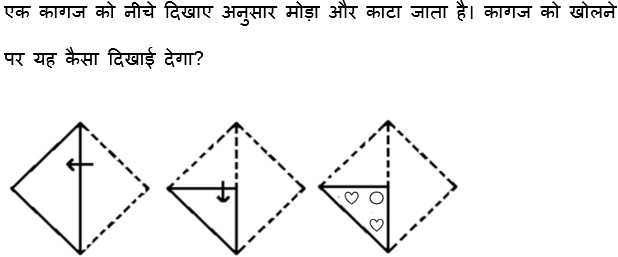 एक कागज को नीचे दिखाए अनुसार मोड़ा और काटा जाता है। कागज को खोलने
पर यह कैसा दिखाई देगा?